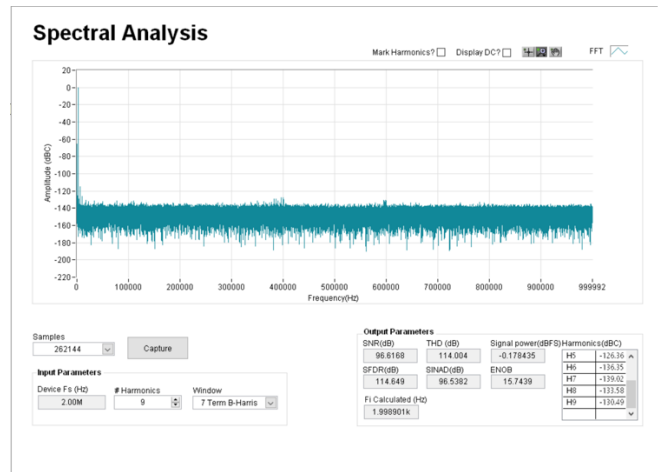 Spectral Analysis
Mark Harmonics? Display DC? FFT
20
0
-20
-40
-60
-80
-100
-120
-140
-160
-180
-200
-220
Amplitude (dBC)
0 100000 200000 300000 400000 500000 600000 700000 800000 900000 999992
Frequency(Hz)
Samples
262144
Capture
Input Parameters
Device Fs (Hz) # Harmonics Window
2.00M 9 7 Term B-Harris
Output Parameters
SNR(dB) THD (dB) Signal power(dBFS) Harmonics(dBC)
96.6168 114.004 -0.178435
SFDR(dB) SINAD(dB) ENOB
114.649 96.5382 15.7439
Fi Calculated (Hz)
1.998901k
H5 -126.36
H6 -136.35
H7 -139.02
H8 -133.58
H9 -130.49